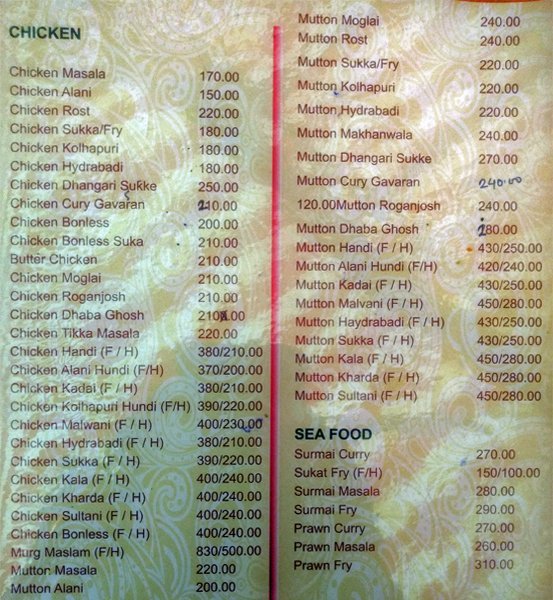 CHICKEN
Chicken Masala 170.00
Chicken Alani 150.00
Chicken Rost 220.00
Chicken Sukka/Fry 180.00
Chicken Kolhapuri 180.00
Chicken Hydrabadi 180.00
Chicken Dhangari Sukke 250.00
Chicken Cury Gavaran 210.00
Chicken Bonless 200.00
Chicken Bonless Suka 210.00
Butter Chicken 210.00
Chicken Moglai 210.00
Chicken Roganjosh 210.00
Chicken Dhaba Ghosh 210.00
Chicken Tikka Masala 220.00
Chicken Handi (F / H) 380/210.00
Chicken Alani Hundi (F/H) 370/200.00
Chicken Kadai (F / H) 380/210.00
Chicken Kolhapuri Hundi (F/H) 390/220.00
Chicken Malwani (F / H) 400/230.00
Chicken Hydrabadi (F / H) 380/210.00
Chicken Sukka (F / H) 390/220.00
Chicken Kala (F / H) 400/240.00
Chicken Kharda (F / H) 400/240.00
Chicken Sultani (F / H) 400/240.00
Chicken Bonless (F / H) 400/240.00
Murg Maslam (F/H) 830/500.00
Mutton Masala 220.00
Mutton Alani 200.00
Mutton Moglai 240.00
Mutton Rost 240.00
Mutton Sukka/Fry 220.00
Mutton Kolhapuri 220.00
Mutton Hydrabadi 220.00
Mutton Makhanwala 240.00
Mutton Dhangari Sukke 270.00
Mutton Cury Gavaran 240.00
120.00Mutton Roganjosh 240.00
Mutton Dhaba Ghosh 280.00
Mutton Handi (F / H) 430/250.00
Mutton Alani Hundi (F/H) 420/240.00
Mutton Kadai (F / H) 430/250.00
Mutton Malvani (F / H) 450/280.00
Mutton Haydrabadi (F / H) 430/250.00
Mutton Sukka (F / H) 430/250.00
Mutton Kala (F / H) 450/280.00
Mutton Kharda (F / H) 450/280.00
Mutton Sultani (F / H) 450/280.00
SEA FOOD
Surmai Curry 270.00
Sukat Fry (F/H) 150/100.00
Surmai Masala 280.00
Surmai Fry 290.00
Prawn Curry 270.00
Prawn Masala 260.00
Prawn Fry 310.00